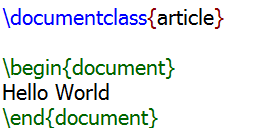 \documentclass{article}
\begin{document}
Hello World
\end{document}